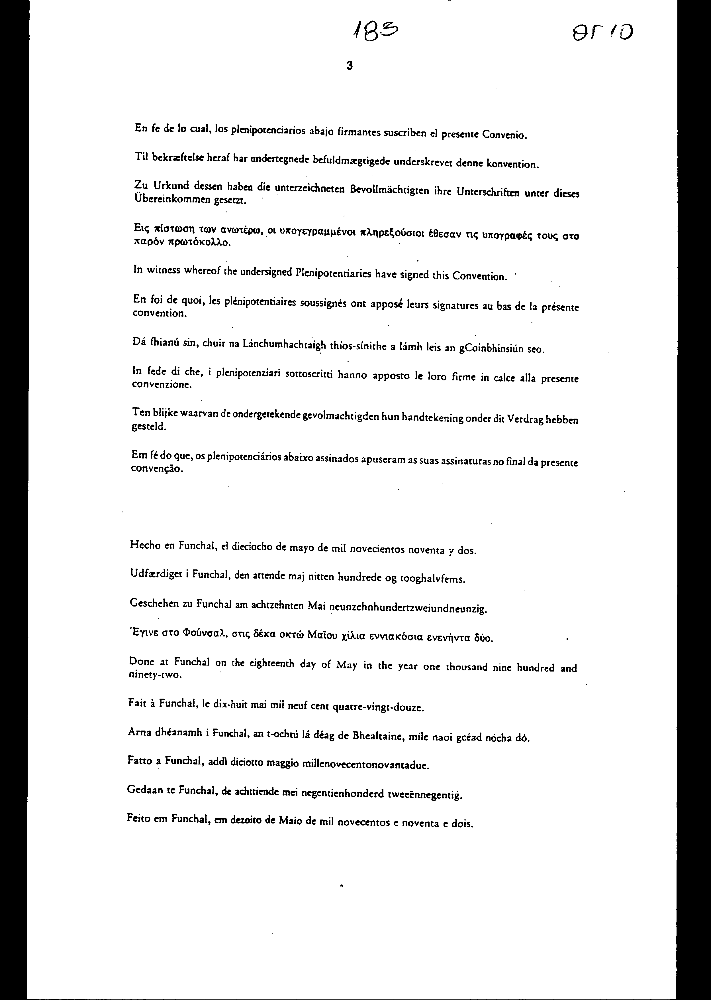 183
ΘΓ 10
3
En fe de lo cual, los plenipotenciarios abajo firmantes suscriben el presente Convenio.
Til bekræftelse heraf har undertegnede befuldmægtigede underskrevet denne konvention.
Zu Urkund dessen haben die unterzeichneten Bevollmächtigten ihre Unterschriften unter dieses
Übereinkommen gesetzt.
Εις πίστωση των ανωτέρω, οι υπογεγραμμένοι πληρεξούσιοι έθεσαν τις υπογραφές τους στο
παρόν πρωτόκολλο.
In witness whereof the undersigned Plenipotentiaries have signed this Convention.
En foi de quoi, les plénipotentiaires soussignés ont apposé leurs signatures au bas de la présente
convention.
Dá fhianú sin, chuir na Lánchumhachtaigh thíos-sínithe a lámh leis an gCoinbhinsiún seo.
In fede di che, i plenipotenziari sottoscritti hanno apposto le loro firme in calce alla presente
convenzione.
Ten blijke waarvan de ondergetekende gevolmachtigden hun handtekening onder dit Verdrag hebben
gesteld.
Em fé do que, os plenipotenciários abaixo assinados apuseram as suas assinaturas no final da presente
convenção.
Hecho en Funchal, el dieciocho de mayo de mil novecientos noventa y dos.
Udfærdiget i Funchal, den attende maj nitten hundrede og tooghalvfems.
Geschehen zu Funchal am achtzehnten Mai neunzehnhundertzweiundneunzig.
Έγινε στο Φούνσαλ, στις δέκα οκτώ Μαΐου χίλια εννιακόσια ενενήντα δύο.
Done at Funchal on the eighteenth day of May in the year one thousand nine hundred and
ninety-two.
Fait à Funchal, le dix-huit mai mil neuf cent quatre-vingt-douze.
Arna dhéanamh i Funchal, an t-ochtú lá déag de Bhealtaine, míle naoi gcéad nócha dó.
Fatto a Funchal, addì diciotto maggio millenovecentonovantadue.
Gedaan te Funchal, de achttiende mei negentienhonderd tweeënnegentig.
Feito em Funchal, em dezoito de Maio de mil novecentos e noventa e dois.